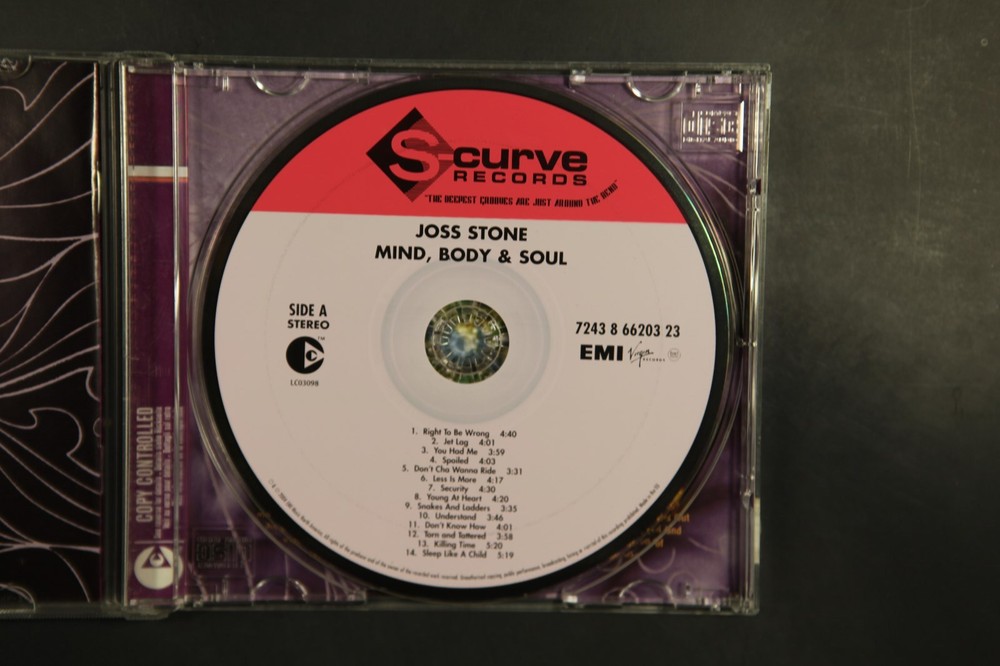 S-curve
RECORDS
"THE DEEPEST GROOVES ARE JUST AROUND THE BEND"
JOSS STONE
MIND, BODY & SOUL
SIDE A
STEREO
LC03098
7243 8 66203 23
EMI Virgin
RECORDS
1. Right To Be Wrong 4:40
2. Jet Lag 4:01
3. You Had Me 3:59
4. Spoiled 4:03
5. Don't Cha Wanna Ride 3:31
6. Less Is More 4:17
7. Security 4:30
8. Young At Heart 4:20
9. Snakes And Ladders 3:35
10. Understand 3:46
11. Don't Know How 4:01
12. Torn and Tattered 3:58
13. Killing Time 5:20
14. Sleep Like A Child 5:19
COPY CONTROLLED